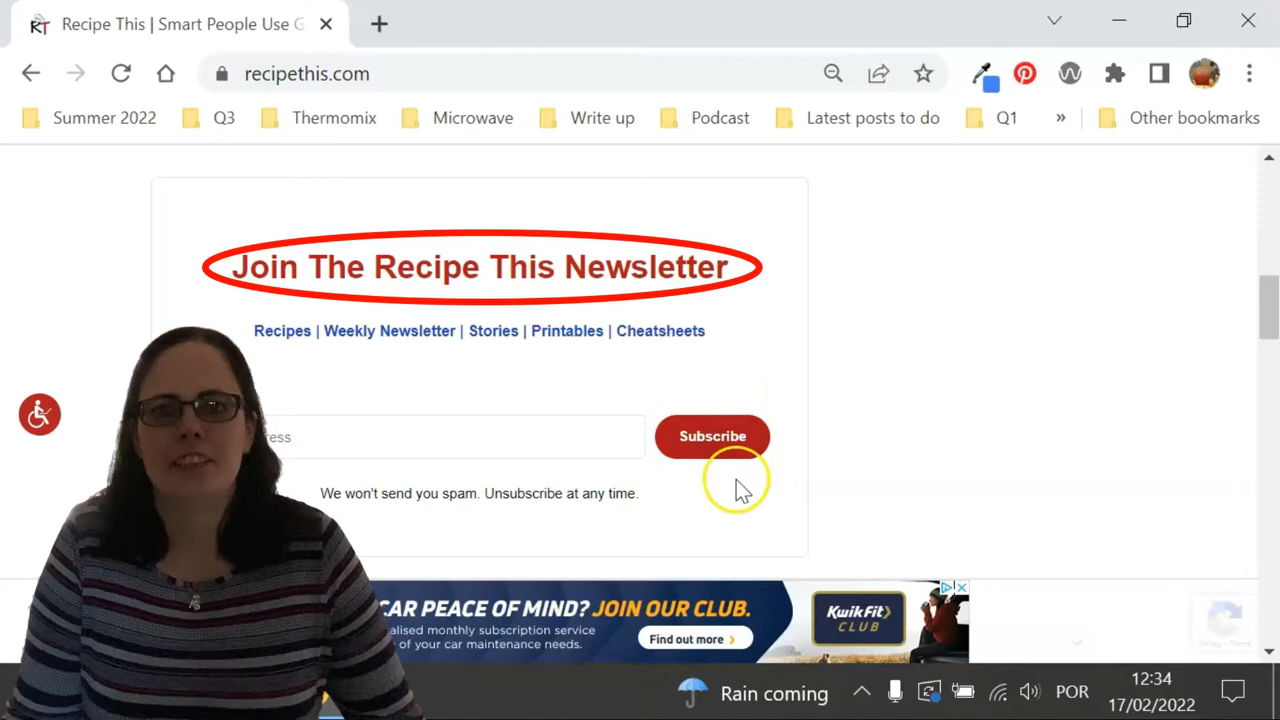 Recipe This | Smart People Use G
recipethis.com
Summer 2022 Q3 Thermomix Microwave Write up Podcast Latest posts to do Q1 » Other bookmarks
Join The Recipe This Newsletter
Recipes | Weekly Newsletter | Stories | Printables | Cheatsheets
ress
Subscribe
We won't send you spam. Unsubscribe at any time.
CAR PEACE OF MIND? JOIN OUR CLUB.
alised monthly subscription service
of your car maintenance needs.
Find out more
KwikFit
CLUB
Rain coming
POR
12:34
17/02/2022